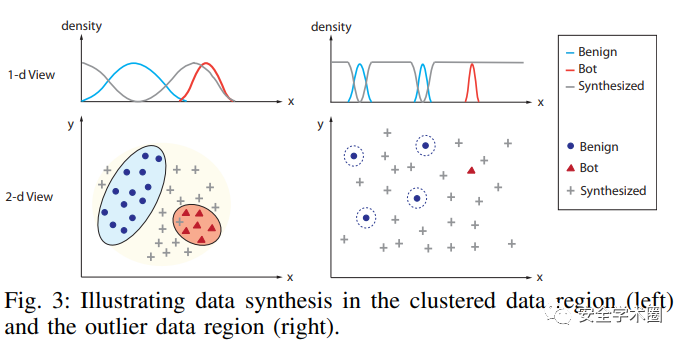 density
density
1-d View
x
x
Benign
Bot
Synthesized
y
y
2-d View
Benign
Bot
Synthesized
x
x
Fig. 3: Illustrating data synthesis in the clustered data region (left)
and the outlier data region (right).
安全学术圈